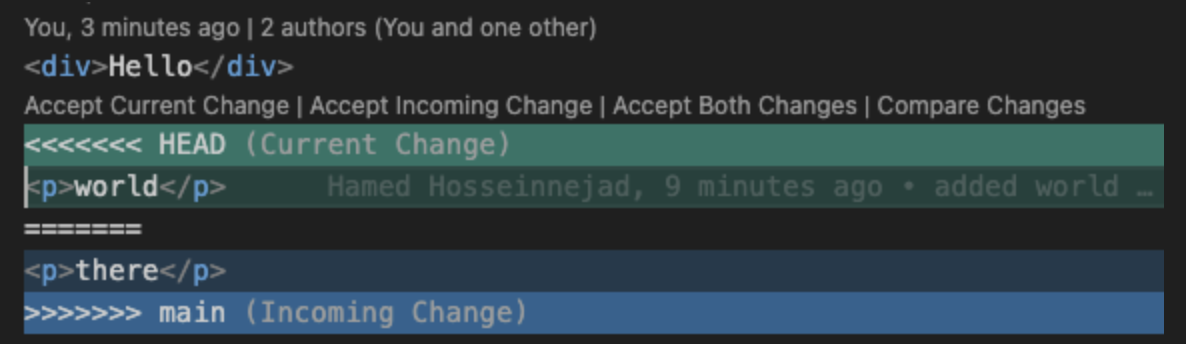 You, 3 minutes ago | 2 authors (You and one other)
<div>Hello</div>
Accept Current Change | Accept Incoming Change | Accept Both Changes | Compare Changes
<<<<<<< HEAD (Current Change)
<p>world</p> Hamed Hosseinnejad, 9 minutes ago • added world …
=======
<p>there</p>
>>>>>>> main (Incoming Change)